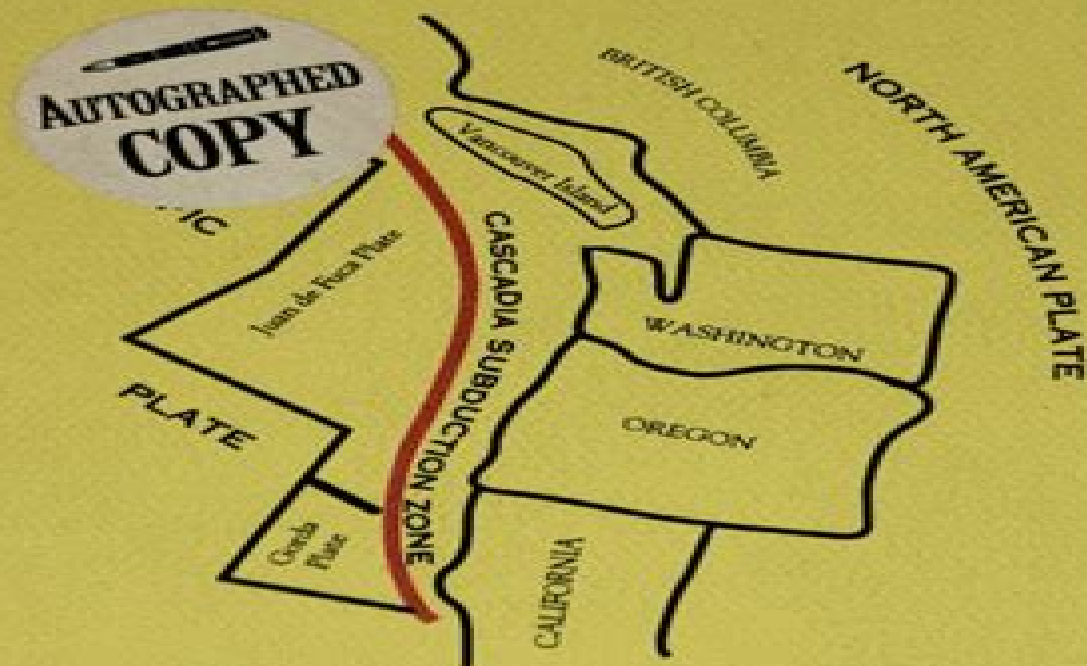 AUTOGRAPHED
COPY
BRITISH COLUMBIA
NORTH AMERICAN PLATE
Vancouver Island
IC
Juan de Fuca Plate
CASCADIA SUBDUCTION ZONE
WASHINGTON
PLATE
OREGON
Gorda
Plate
CALIFORNIA